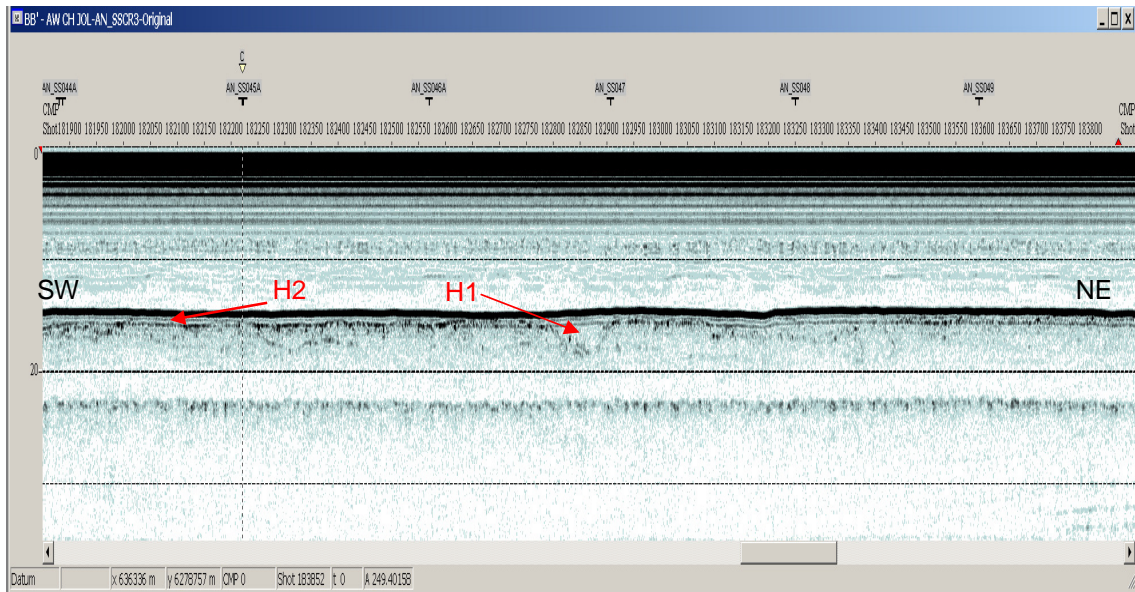 BB' - AW CH JOL-AN_SSCR3-Original
C
AN_SS044A AN_SS045A AN_SS046A AN_SS047 AN_SS048 AN_SS049
CMP CMP
Shot 181900 181950 182000 182050 182100 182150 182200 182250 182300 182350 182400 182450 182500 182550 182600 182650 182700 182750 182800 182850 182900 182950 183000 183050 183100 183150 183200 183250 183300 183350 183400 183450 183500 183550 183600 183650 183700 183750 183800 Shot
0
SW H2 H1 NE
20
Datum x 636336 m y 6278757 m CMP 0 Shot 183852 t 0 A 249.40158